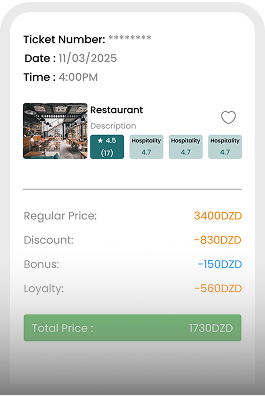 Ticket Number: ********
Date : 11/03/2025
Time : 4:00PM
Restaurant
Description
★ 4.5 Hospitality Hospitality Hospitality
(17) 4.7 4.7 4.7
Regular Price: 3400DZD
Discount: -830DZD
Bonus: -150DZD
Loyalty: -560DZD
Total Price : 1730DZD